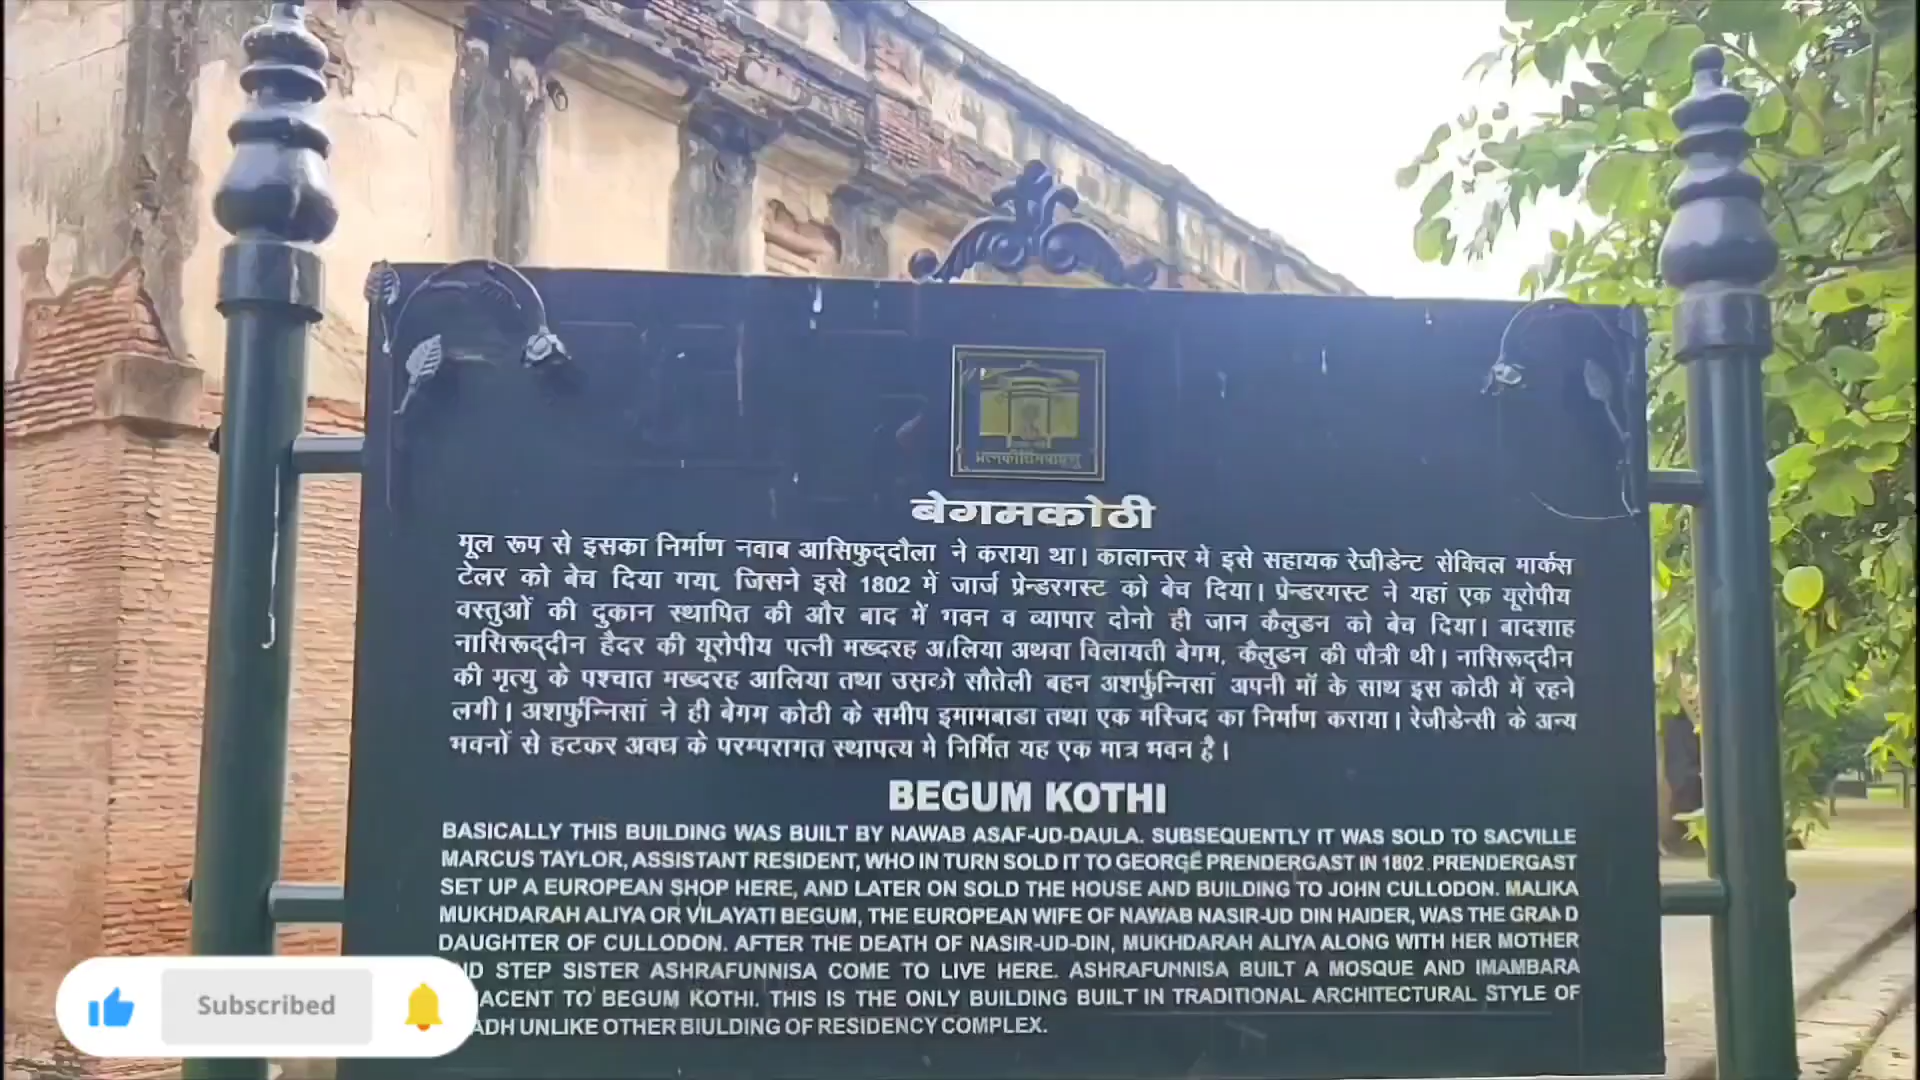 प्रत्नकीर्तिमपावृणु
बेगमकोठी
मूल रूप से इसका निर्माण नवाब आसिफुद्दौला ने कराया था। कालान्तर में इसे सहायक रेजीडेन्ट सेक्विल मार्कस
टेलर को बेच दिया गया, जिसने इसे 1802 में जार्ज प्रेन्डरगस्ट को बेच दिया। प्रेन्डरगस्ट ने यहां एक यूरोपीय
वस्तुओं की दुकान स्थापित की और बाद में भवन व व्यापार दोनो ही जान कैलुडन को बेच दिया। बादशाह
नासिरूद्दीन हैदर की यूरोपीय पत्नी मख्दरह आलिया अथवा विलायती बेगम, कैलुडन की पौत्री थी। नासिरूद्दीन
की मृत्यु के पश्चात मख्दरह आलिया तथा उसकी सौतेली बहन अशर्फुन्निसां अपनी माँ के साथ इस कोठी में रहने
लगी। अशर्फुन्निसां ने ही बेगम कोठी के समीप इमामबाडा तथा एक मस्जिद का निर्माण कराया। रेजीडेन्सी के अन्य
भवनों से हटकर अवध के परम्परागत स्थापत्य मे निर्मित यह एक मात्र भवन है।
BEGUM KOTHI
BASICALLY THIS BUILDING WAS BUILT BY NAWAB ASAF-UD-DAULA. SUBSEQUENTLY IT WAS SOLD TO SACVILLE
MARCUS TAYLOR, ASSISTANT RESIDENT, WHO IN TURN SOLD IT TO GEORGE PRENDERGAST IN 1802. PRENDERGAST
SET UP A EUROPEAN SHOP HERE, AND LATER ON SOLD THE HOUSE AND BUILDING TO JOHN CULLODON. MALIKA
MUKHDARAH ALIYA OR VILAYATI BEGUM, THE EUROPEAN WIFE OF NAWAB NASIR-UD DIN HAIDER, WAS THE GRAND
DAUGHTER OF CULLODON. AFTER THE DEATH OF NASIR-UD-DIN, MUKHDARAH ALIYA ALONG WITH HER MOTHER
STEP SISTER ASHRAFUNNISA COME TO LIVE HERE. ASHRAFUNNISA BUILT A MOSQUE AND IMAMBARA
TO BEGUM KOTHI. THIS IS THE ONLY BUILDING BUILT IN TRADITIONAL ARCHITECTURAL STYLE OF
UNLIKE OTHER BIULDING OF RESIDENCY COMPLEX.
Subscribed